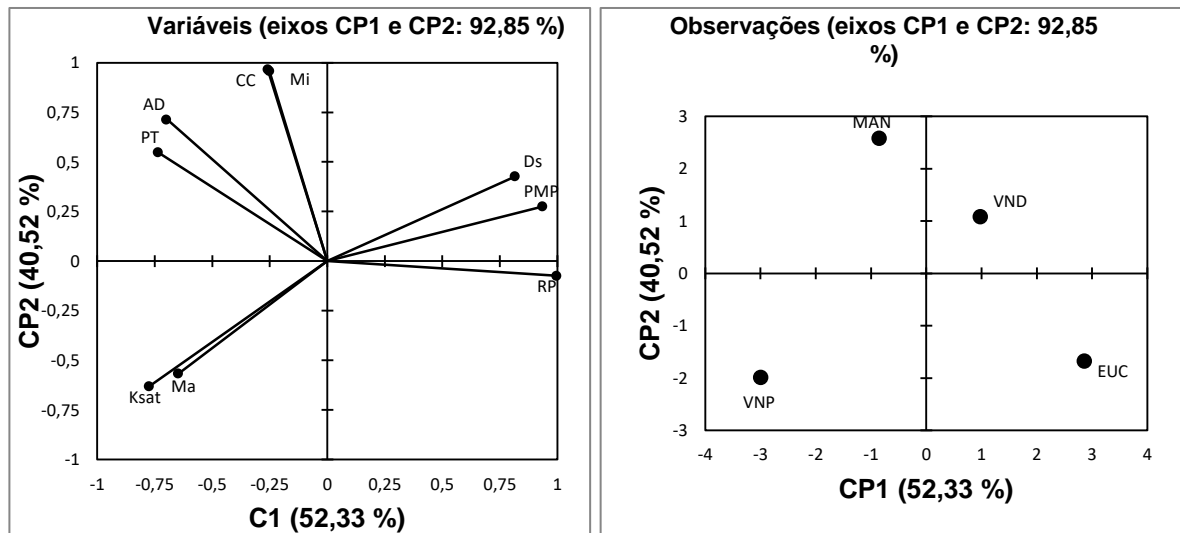 Variáveis (eixos CP1 e CP2: 92,85 %)
CP2 (40,52 %)
1
0,75
0,5
0,25
0
-0,25
-0,5
-0,75
-1
CC
Mi
AD
PT
Ds
PMP
RP
Ksat
Ma
-1
-0,75
-0,5
-0,25
0
0,25
0,5
0,75
1
C1 (52,33 %)
Observações (eixos CP1 e CP2: 92,85
%)
CP2 (40,52 %)
3
2
1
0
-1
-2
-3
MAN
VND
EUC
VNP
-4
-3
-2
-1
0
1
2
3
4
CP1 (52,33 %)